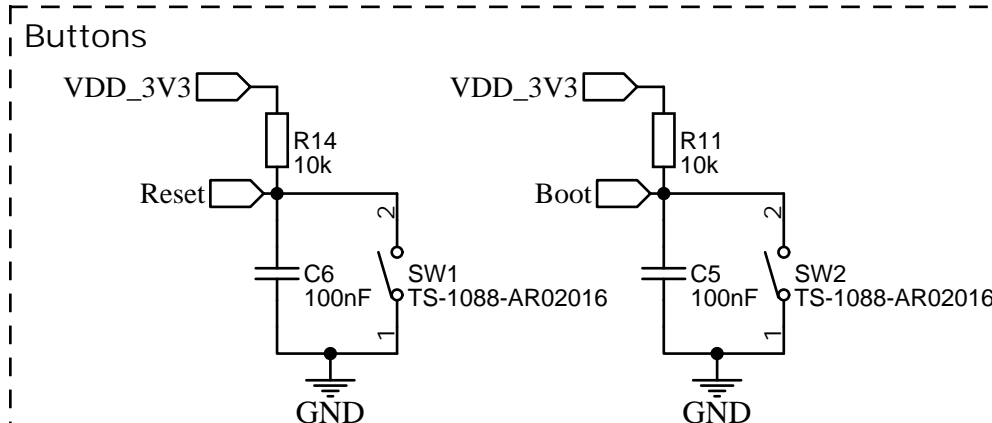 Buttons
VDD_3V3
R14
10k
Reset
2
C6
100nF
SW1
TS-1088-AR02016
1
GND
VDD_3V3
R11
10k
Boot
2
C5
100nF
SW2
TS-1088-AR02016
1
GND